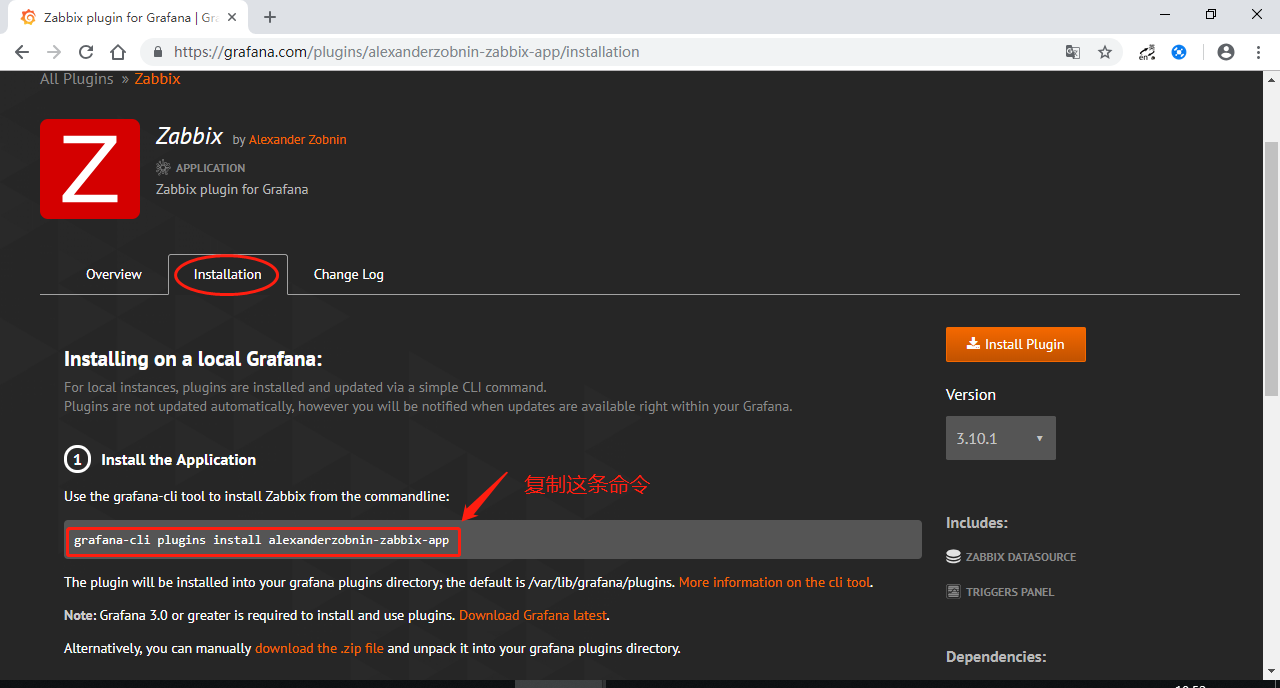 Zabbix plugin for Grafana | Gr
https://grafana.com/plugins/alexanderzobnin-zabbix-app/installation
en
All Plugins » Zabbix
Z
Zabbix by Alexander Zobnin
APPLICATION
Zabbix plugin for Grafana
Overview Installation Change Log
Installing on a local Grafana:
Install Plugin
For local instances, plugins are installed and updated via a simple CLI command.
Plugins are not updated automatically, however you will be notified when updates are available right within your Grafana.
Version
3.10.1
1 Install the Application
复制这条命令
Use the grafana-cli tool to install Zabbix from the commandline:
grafana-cli plugins install alexanderzobnin-zabbix-app
Includes:
ZABBIX DATASOURCE
The plugin will be installed into your grafana plugins directory; the default is /var/lib/grafana/plugins. More information on the cli tool.
TRIGGERS PANEL
Note: Grafana 3.0 or greater is required to install and use plugins. Download Grafana latest.
Alternatively, you can manually download the .zip file and unpack it into your grafana plugins directory.
Dependencies: